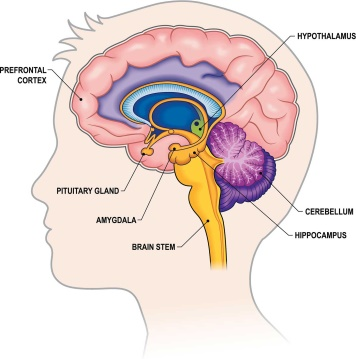 HYPOTHALAMUS
PREFRONTAL
CORTEX
PITUITARY GLAND
AMYGDALA
BRAIN STEM
CEREBELLUM
HIPPOCAMPUS